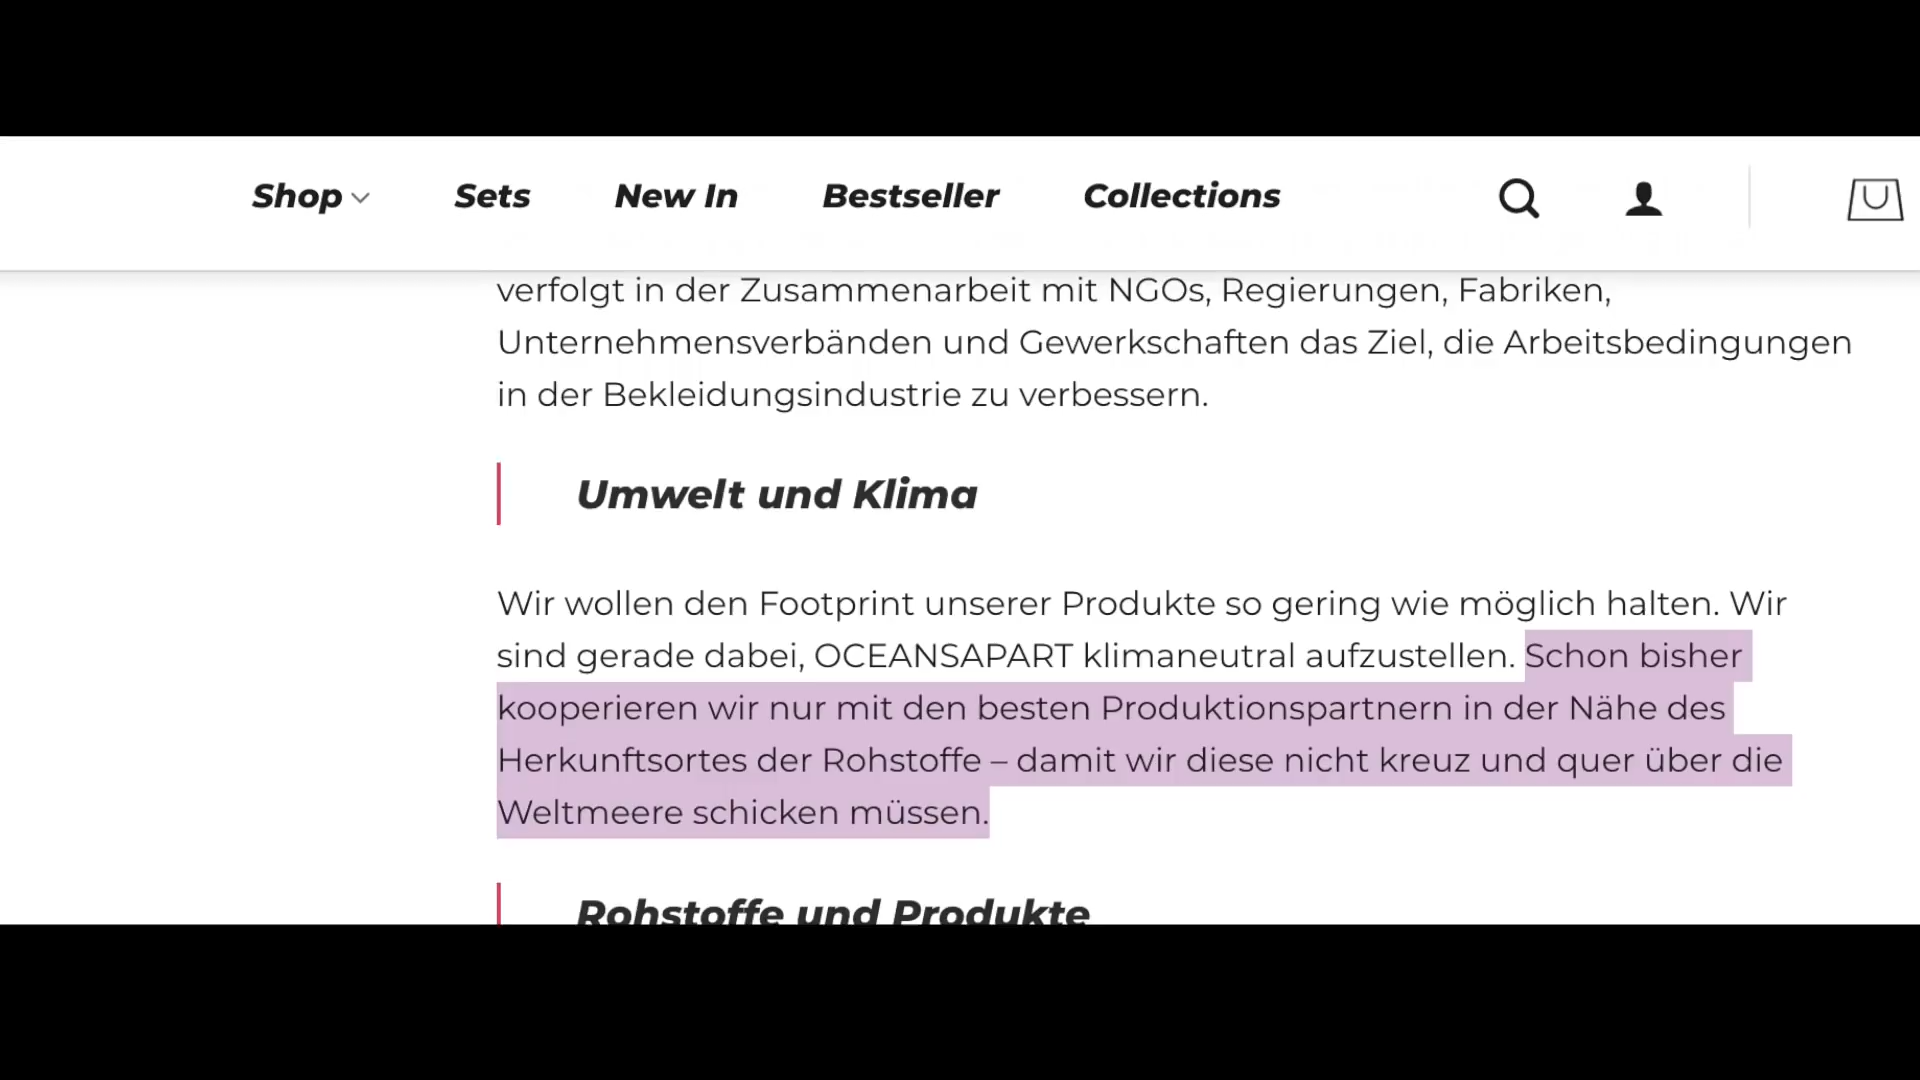 Shop Sets New In Bestseller Collections
verfolgt in der Zusammenarbeit mit NGOs, Regierungen, Fabriken,
Unternehmensverbänden und Gewerkschaften das Ziel, die Arbeitsbedingungen
in der Bekleidungsindustrie zu verbessern.
Umwelt und Klima
Wir wollen den Footprint unserer Produkte so gering wie möglich halten. Wir
sind gerade dabei, OCEANSAPART klimaneutral aufzustellen. Schon bisher
kooperieren wir nur mit den besten Produktionspartnern in der Nähe des
Herkunftsortes der Rohstoffe – damit wir diese nicht kreuz und quer über die
Weltmeere schicken müssen.
Rohstoffe und Produkte